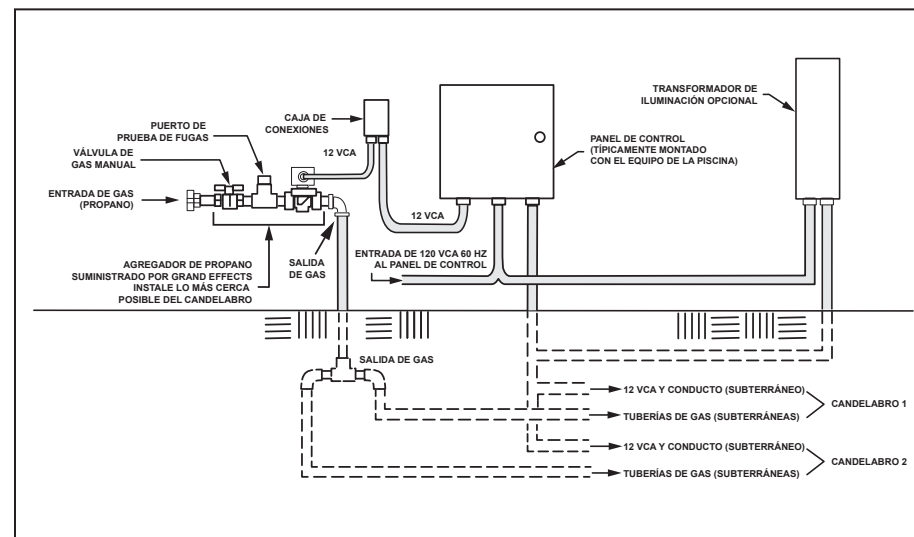 TRANSFORMADOR DE
ILUMINACIÓN OPCIONAL
CAJA DE
CONEXIONES
PUERTO DE
PRUEBA DE FUGAS
PANEL DE CONTROL
(TÍPICAMENTE MONTADO
CON EL EQUIPO DE LA PISCINA)
VÁLVULA DE
GAS MANUAL
12 VCA
ENTRADA DE GAS
(PROPANO)
12 VCA
AGREGADOR DE PROPANO
SUMINISTRADO POR GRAND EFFECTS
INSTALE LO MÁS CERCA
POSIBLE DEL CANDELABRO
SALIDA
DE GAS
ENTRADA DE 120 VCA 60 HZ
AL PANEL DE CONTROL
SALIDA DE GAS
12 VCA Y CONDUCTO (SUBTERRÁNEO)
TUBERÍAS DE GAS (SUBTERRÁNEAS)
CANDELABRO 1
12 VCA Y CONDUCTO (SUBTERRÁNEO)
TUBERÍAS DE GAS (SUBTERRÁNEAS)
CANDELABRO 2